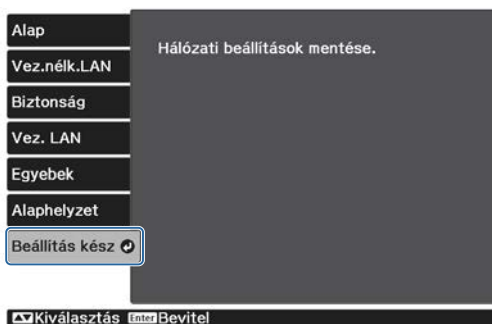 Alap
Vez.nélk.LAN
Biztonság
Vez. LAN
Egyebek
Alaphelyzet
Beállítás kész
Hálózati beállítások mentése.
Kiválasztás Enter Bevitel